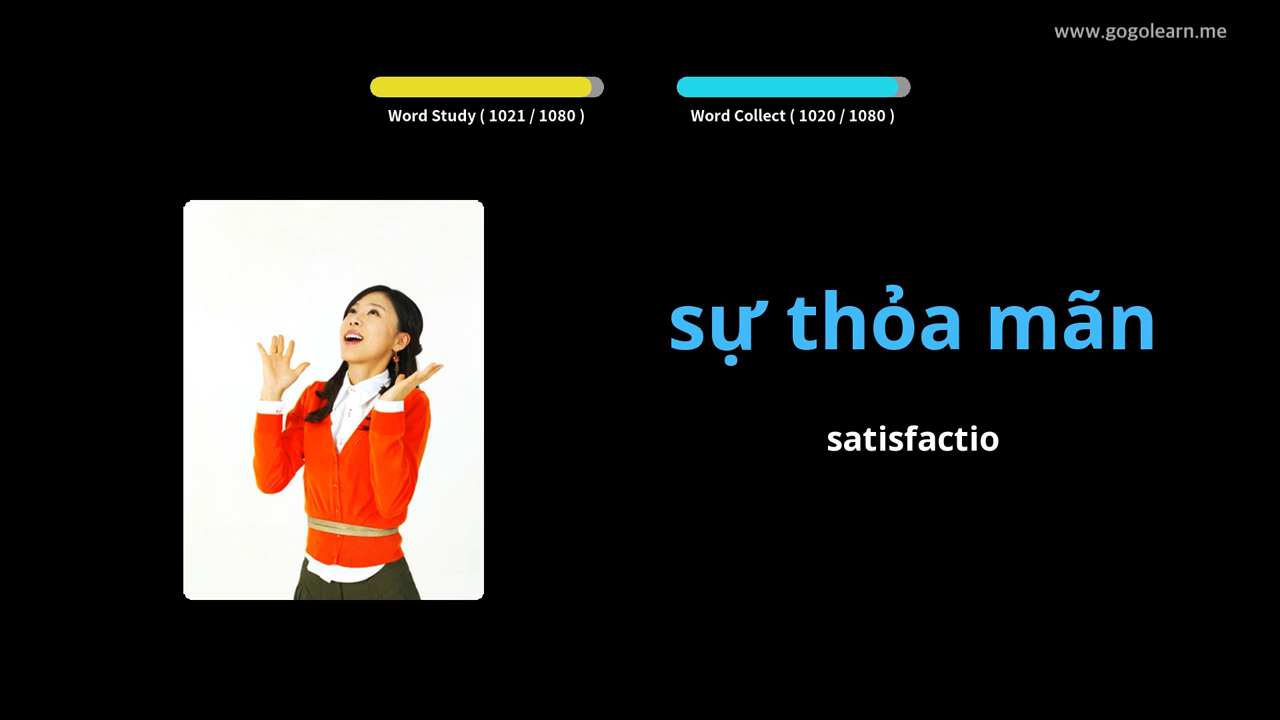 www.gogolearn.me
Word Study ( 1021 / 1080 )
Word Collect ( 1020 / 1080 )
sự thỏa mãn
satisfactio